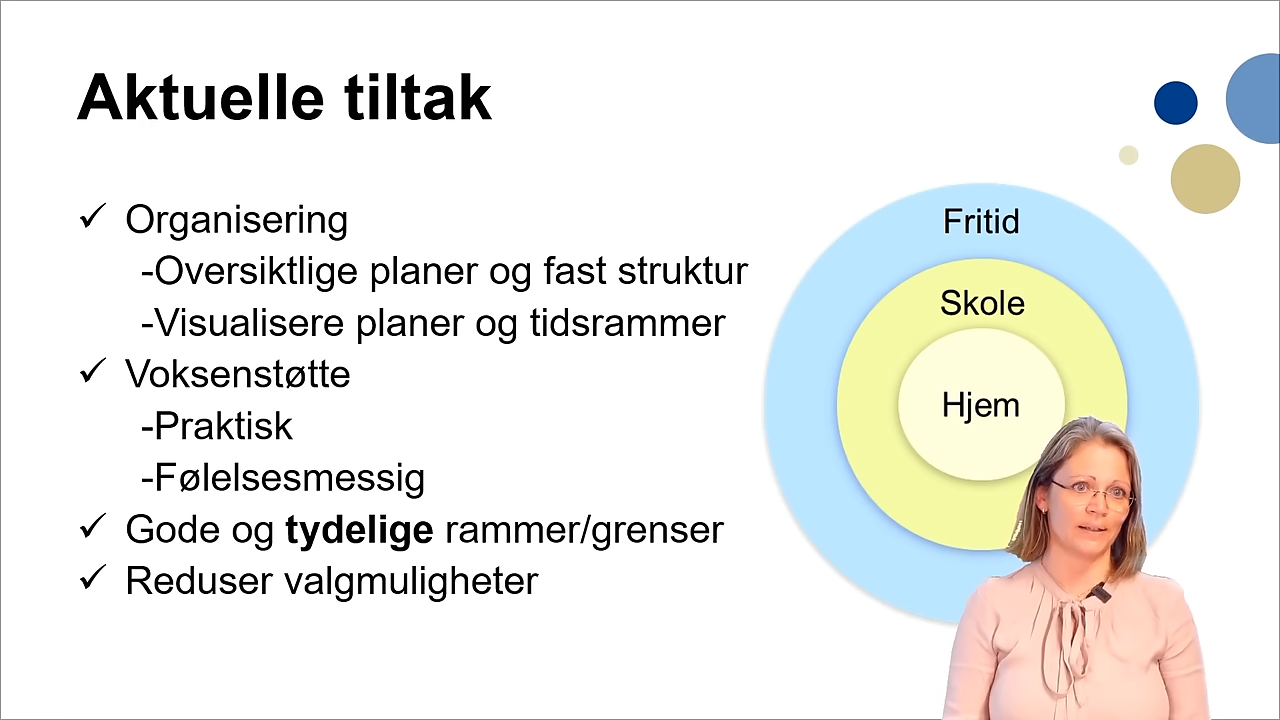 Aktuelle tiltak
✓ Organisering
-Oversiktlige planer og fast struktur
-Visualisere planer og tidsrammer
✓ Voksenstøtte
-Praktisk
-Følelsesmessig
✓ Gode og tydelige rammer/grenser
✓ Reduser valgmuligheter
Fritid
Skole
Hjem